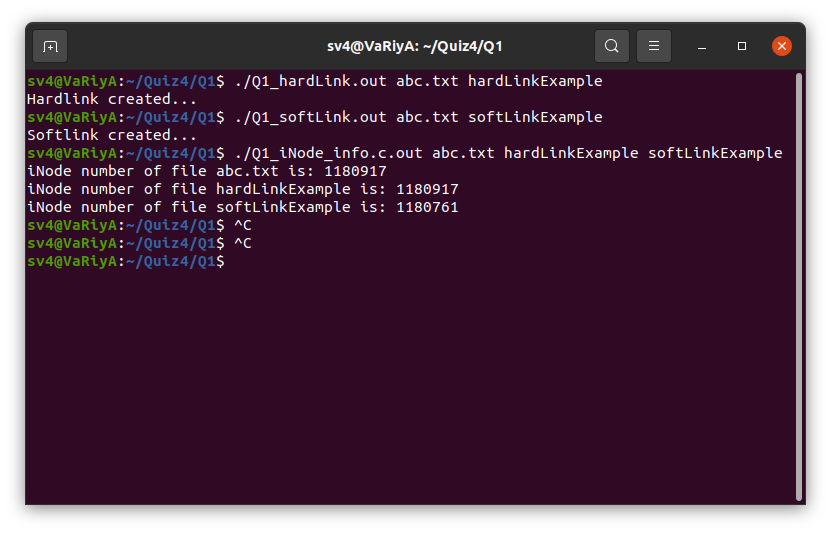 sv4@VaRiyA: ~/Quiz4/Q1
sv4@VaRiyA:~/Quiz4/Q1$ ./Q1_hardLink.out abc.txt hardLinkExample
Hardlink created...
sv4@VaRiyA:~/Quiz4/Q1$ ./Q1_softLink.out abc.txt softLinkExample
Softlink created...
sv4@VaRiyA:~/Quiz4/Q1$ ./Q1_iNode_info.c.out abc.txt hardLinkExample softLinkExample
iNode number of file abc.txt is: 1180917
iNode number of file hardLinkExample is: 1180917
iNode number of file softLinkExample is: 1180761
sv4@VaRiyA:~/Quiz4/Q1$ ^C
sv4@VaRiyA:~/Quiz4/Q1$ ^C
sv4@VaRiyA:~/Quiz4/Q1$